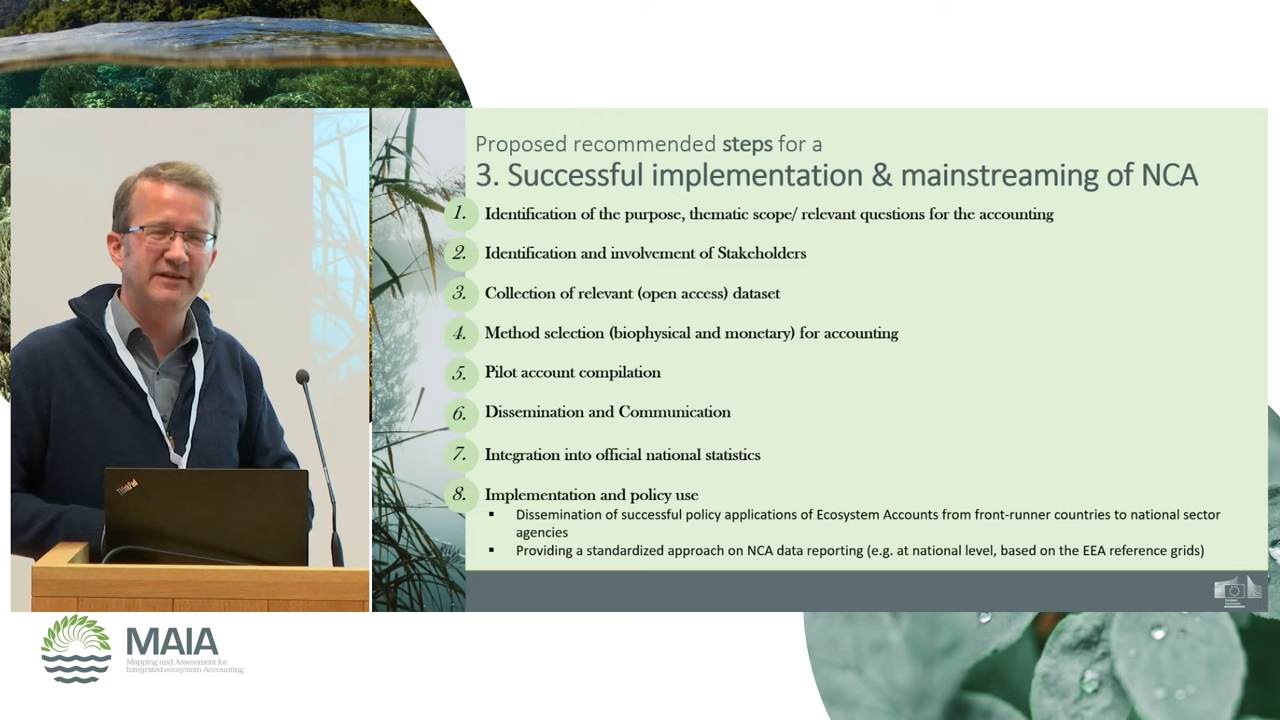 Proposed recommended steps for a
3. Successful implementation & mainstreaming of NCA
1. Identification of the purpose, thematic scope/ relevant questions for the accounting
2. Identification and involvement of Stakeholders
3. Collection of relevant (open access) dataset
4. Method selection (biophysical and monetary) for accounting
5. Pilot account compilation
6. Dissemination and Communication
7. Integration into official national statistics
8. Implementation and policy use
▪ Dissemination of successful policy applications of Ecosystem Accounts from front-runner countries to national sector
agencies
▪ Providing a standardized approach on NCA data reporting (e.g. at national level, based on the EEA reference grids)
ThinkPad
MAIA
Mapping and Assessment for
Integrated ecosystem Accounting